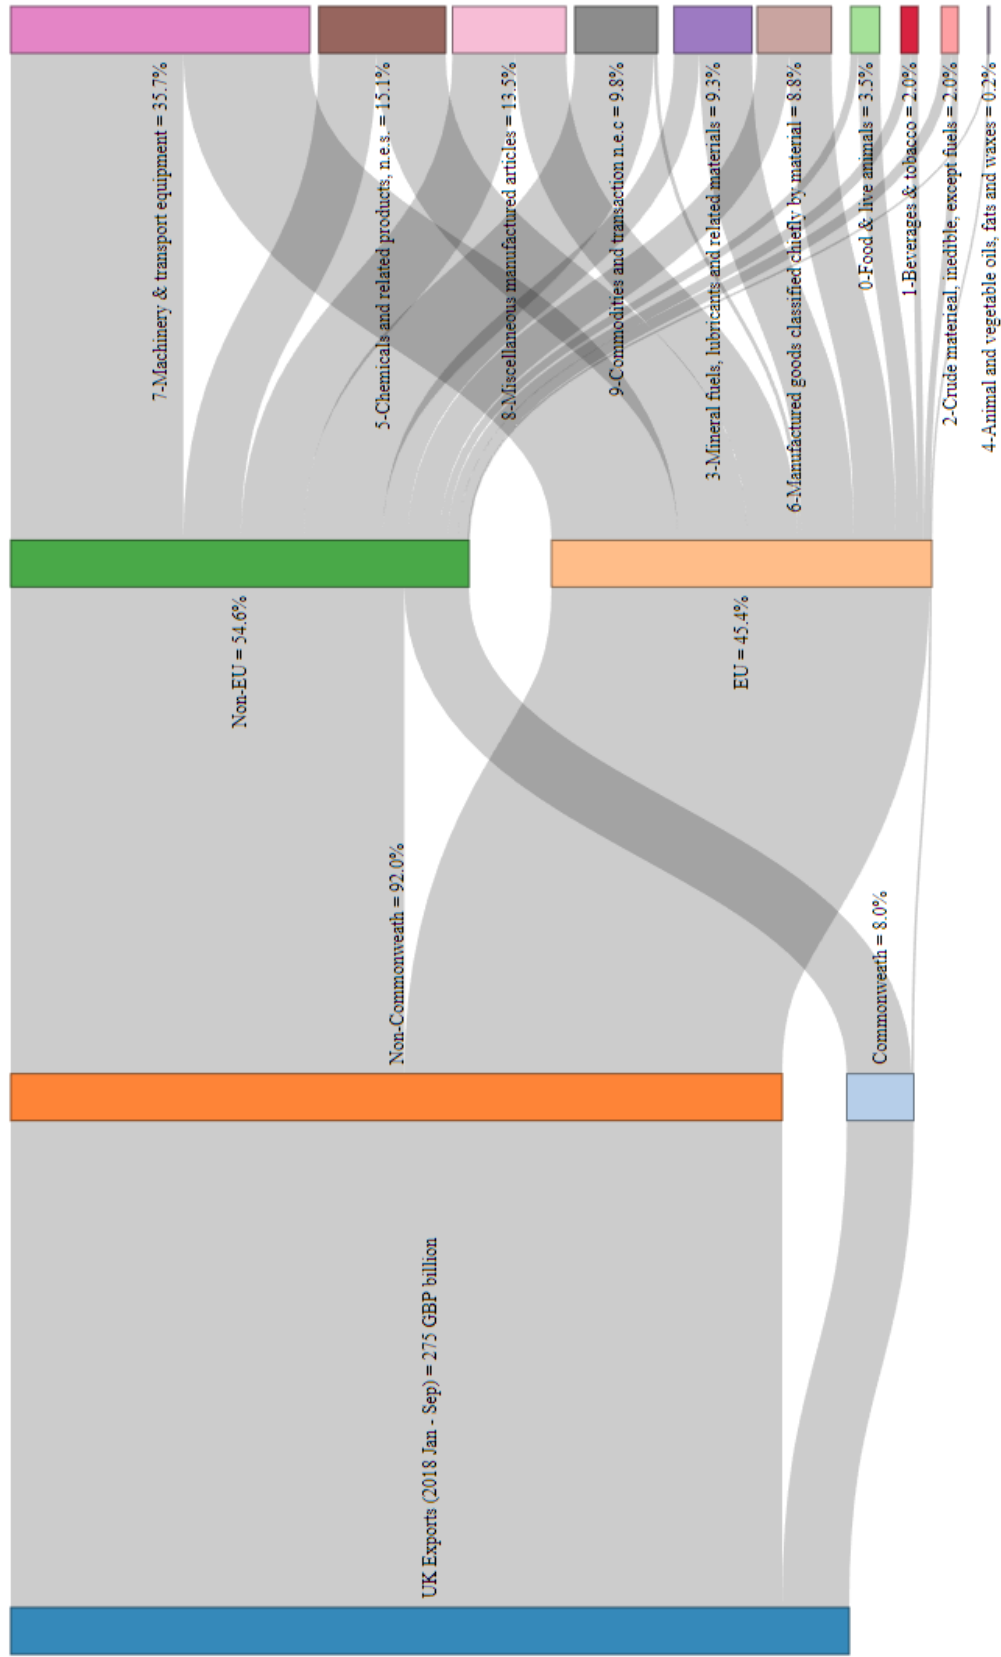 UK Exports (2018 Jan - Sep) = 275 GBP billion
Non-Commonweath = 92.0%
Commonweath = 8.0%
Non-EU = 54.6%
EU = 45.4%
7-Machinery & transport equipment = 35.7%
5-Chemicals and related products, n.e.s. = 15.1%
8-Miscellaneous manufactured articles = 13.5%
9-Commodities and transaction n.e.c = 9.8%
3-Mineral fuels, lubricants and related materials = 9.3%
6-Manufactured goods classified chiefly by material = 8.8%
0-Food & live animals = 3.5%
1-Beverages & tobacco = 2.0%
2-Crude materieal, inedible, except fuels = 2.0%
4-Animal and vegetable oils, fats and waxes = 0.2%